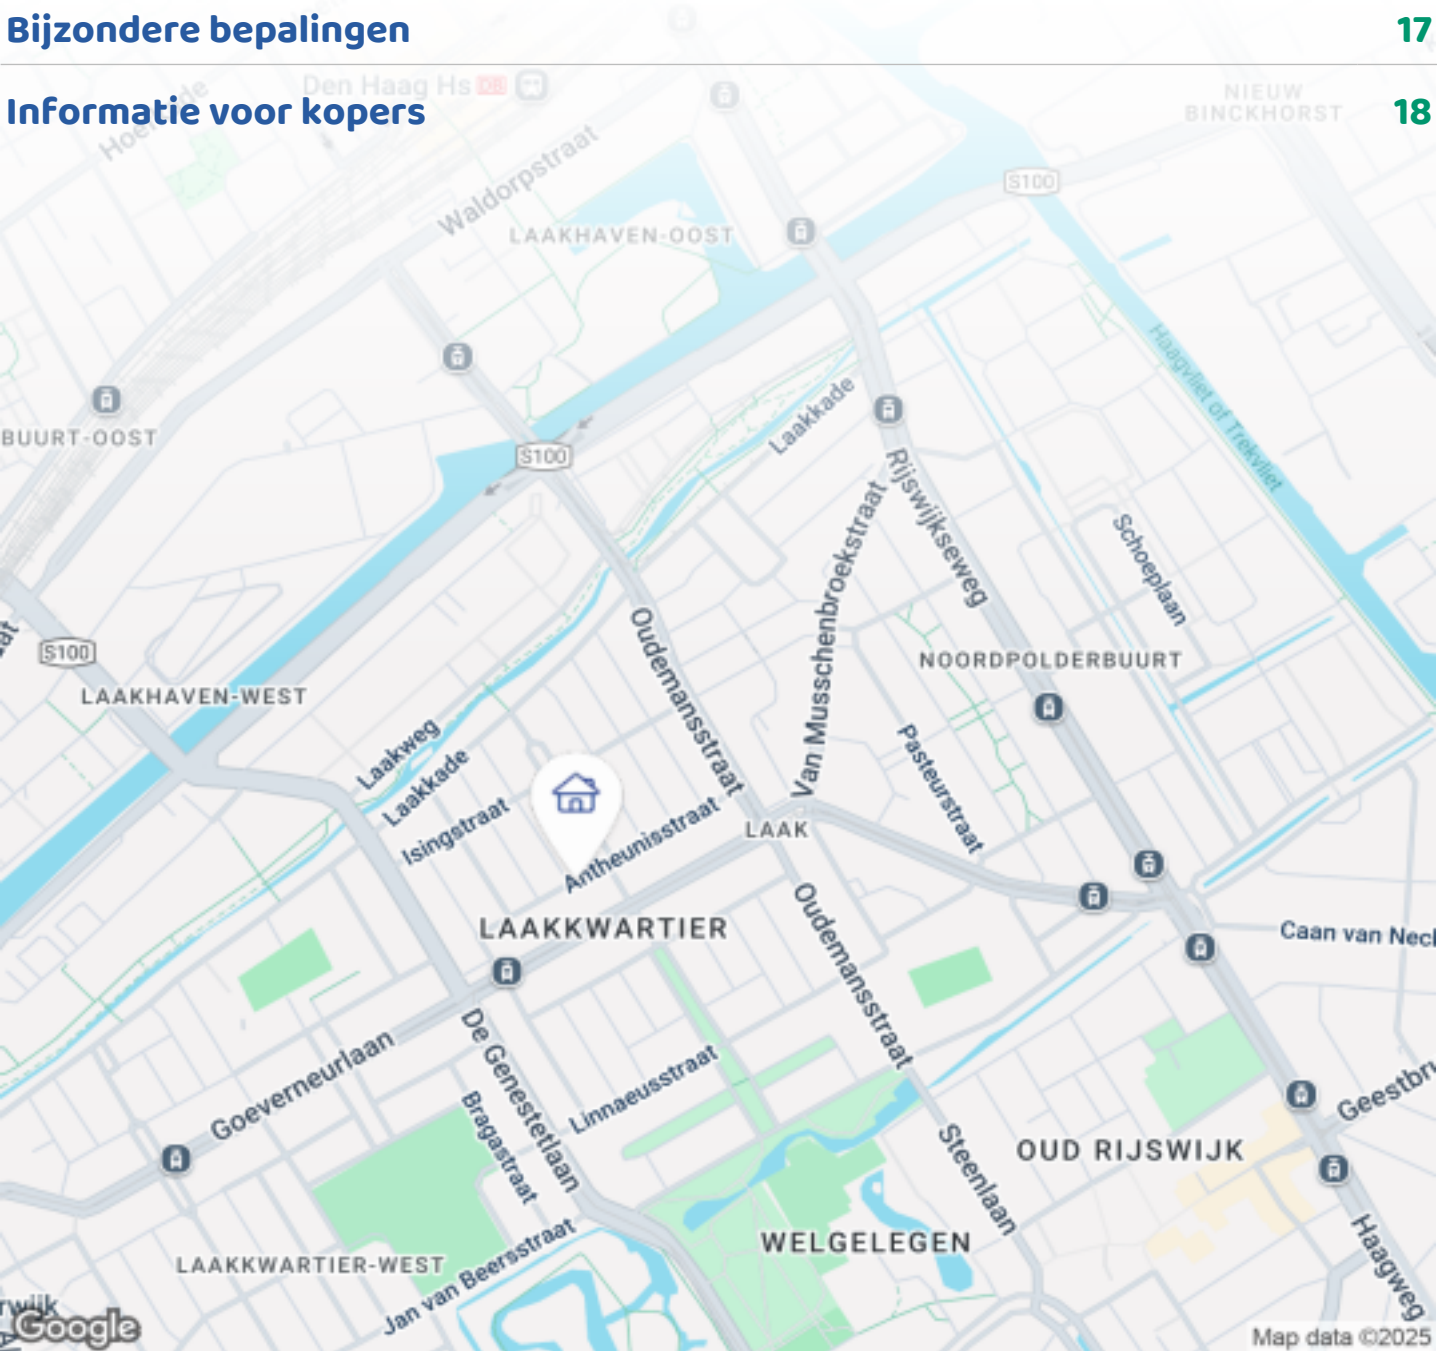 Bijzondere bepalingen 17
Den Haag Hs DB
NIEUW
BINCKHORST
Informatie voor kopers 18
Waldorpstraat
S100
LAAKHAVEN-OOST
Haagvliet of Trekvliet
Laakkade
BUURT-OOST
S100
Rijswijkseweg
Van Musschenbroekstraat
Schoeplaan
Oudemansstraat
S100
NOORDPOLDERBUURT
LAAKHAVEN-WEST
Laakweg
Laakkade
Pasteurstraat
Isingstraat
Antheunisstraat
LAAK
Oudemansstraat
LAAKKWARTIER
Caan van Neck
De Genestetlaan
Goeverneurlaan
Linnaeusstraat
Bragastraat
Geestbru
Steenlaan
OUD RIJSWIJK
WELGELEGEN
Haagweg
LAAKKWARTIER-WEST
Jan van Beersstraat
rwijk
Google
Map data ©2025